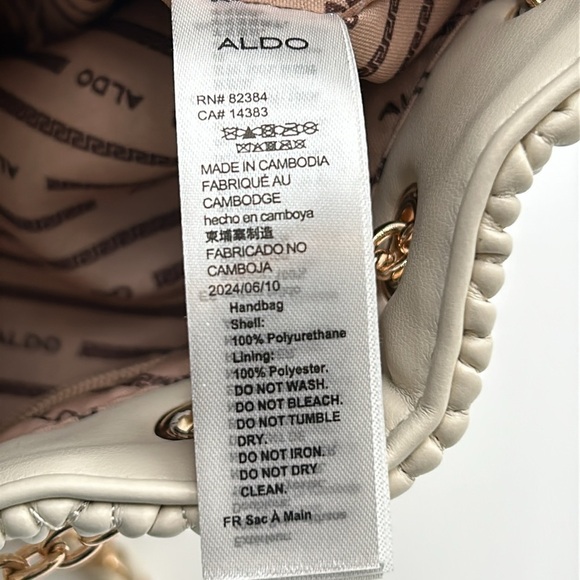 ALDO
RN# 82384
CA# 14383
MADE IN CAMBODIA
FABRIQUÉ AU
CAMBODGE
hecho en camboya
柬埔寨制造
FABRICADO NO
CAMBOJA
2024/06/10
Handbag
Shell:
100% Polyurethane
Lining:
100% Polyester.
DO NOT WASH.
DO NOT BLEACH.
DO NOT TUMBLE
DRY.
DO NOT IRON.
DO NOT DRY
CLEAN.
FR Sac À Main
ALDO
ALDO